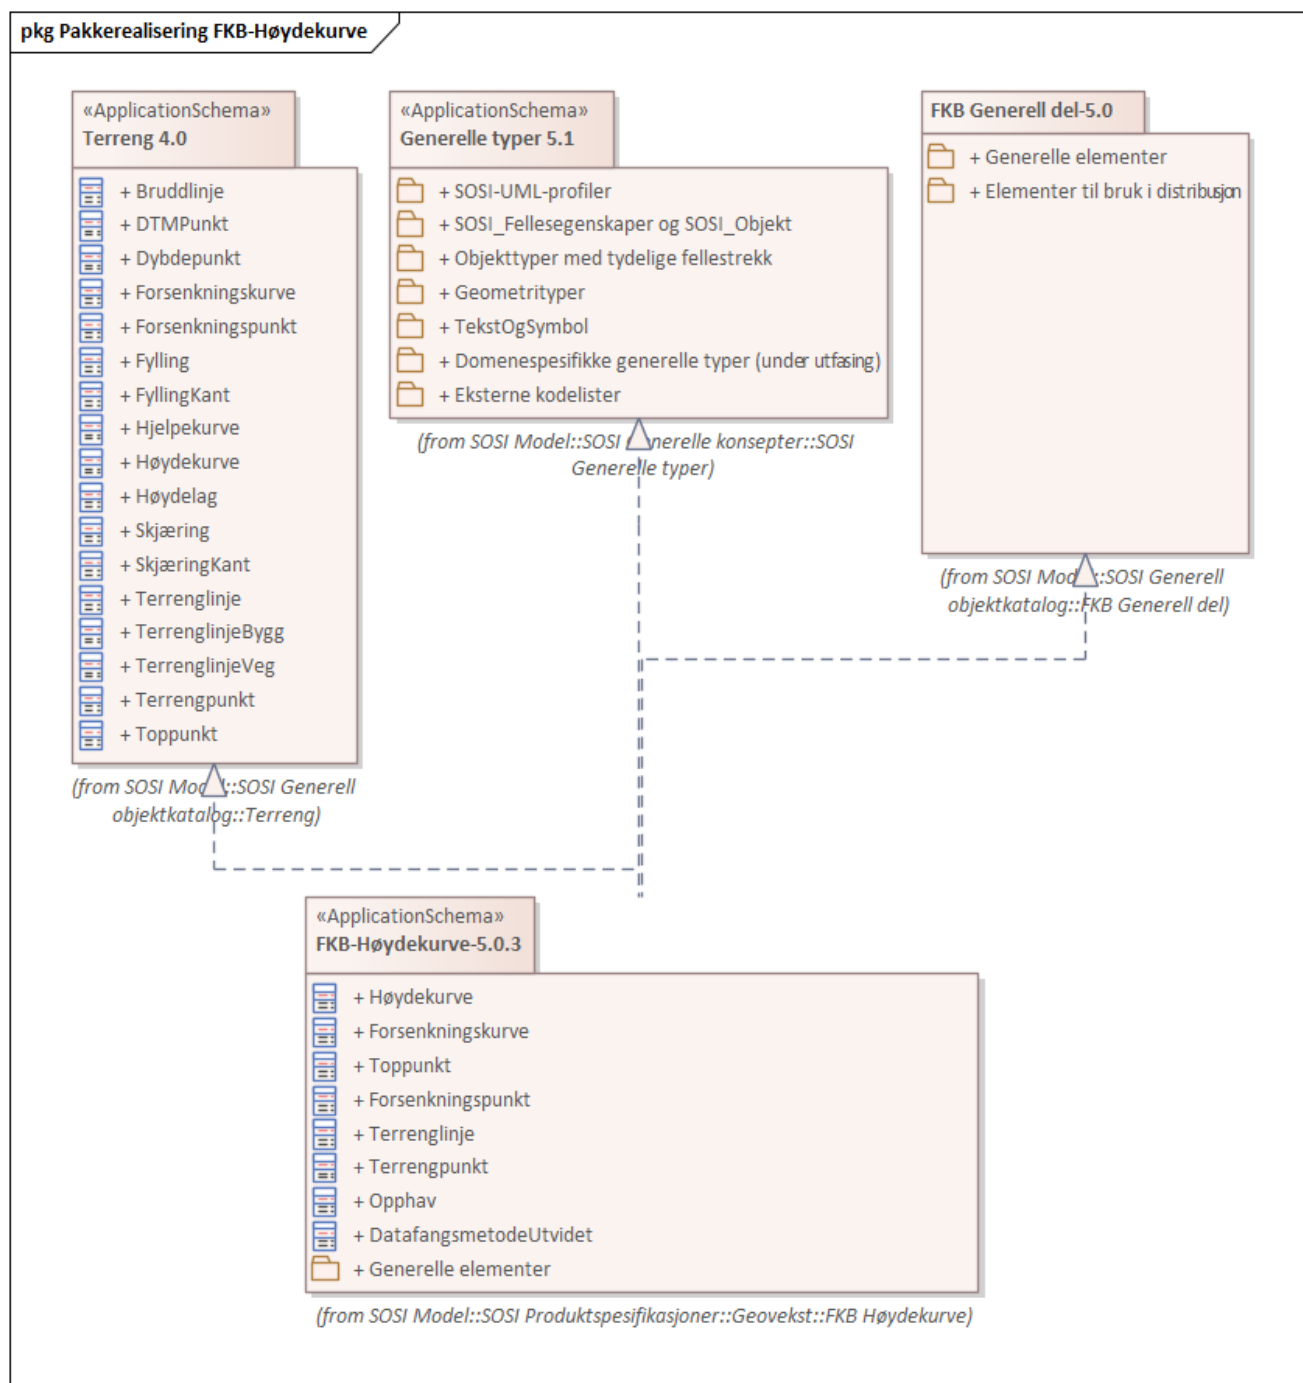 pkg Pakkerealisering FKB-Høydekurve
«ApplicationSchema»
Terreng 4.0
+ Bruddlinje
+ DTMPunkt
+ Dybdepunkt
+ Forsenkningskurve
+ Forsenkningspunkt
+ Fylling
+ FyllingKant
+ Hjelpekurve
+ Høydekurve
+ Høydelag
+ Skjæring
+ SkjæringKant
+ Terrenglinje
+ TerrenglinjeBygg
+ TerrenglinjeVeg
+ Terrengpunkt
+ Toppunkt
(from SOSI Model::SOSI Generell
objektkatalog::Terreng)
«ApplicationSchema»
Generelle typer 5.1
+ SOSI-UML-profiler
+ SOSI_Fellesegenskaper og SOSI_Objekt
+ Objekttyper med tydelige fellestrekk
+ Geometrityper
+ TekstOgSymbol
+ Domenespesifikke generelle typer (under utfasing)
+ Eksterne kodelister
(from SOSI Model::SOSI Generelle konsepter::SOSI
Generelle typer)
FKB Generell del-5.0
+ Generelle elementer
+ Elementer til bruk i distribusjon
(from SOSI Model::SOSI Generell
objektkatalog::FKB Generell del)
«ApplicationSchema»
FKB-Høydekurve-5.0.3
+ Høydekurve
+ Forsenkningskurve
+ Toppunkt
+ Forsenkningspunkt
+ Terrenglinje
+ Terrengpunkt
+ Opphav
+ DatafangsmetodeUtvidet
+ Generelle elementer
(from SOSI Model::SOSI Produktspesifikasjoner::Geovekst::FKB Høydekurve)